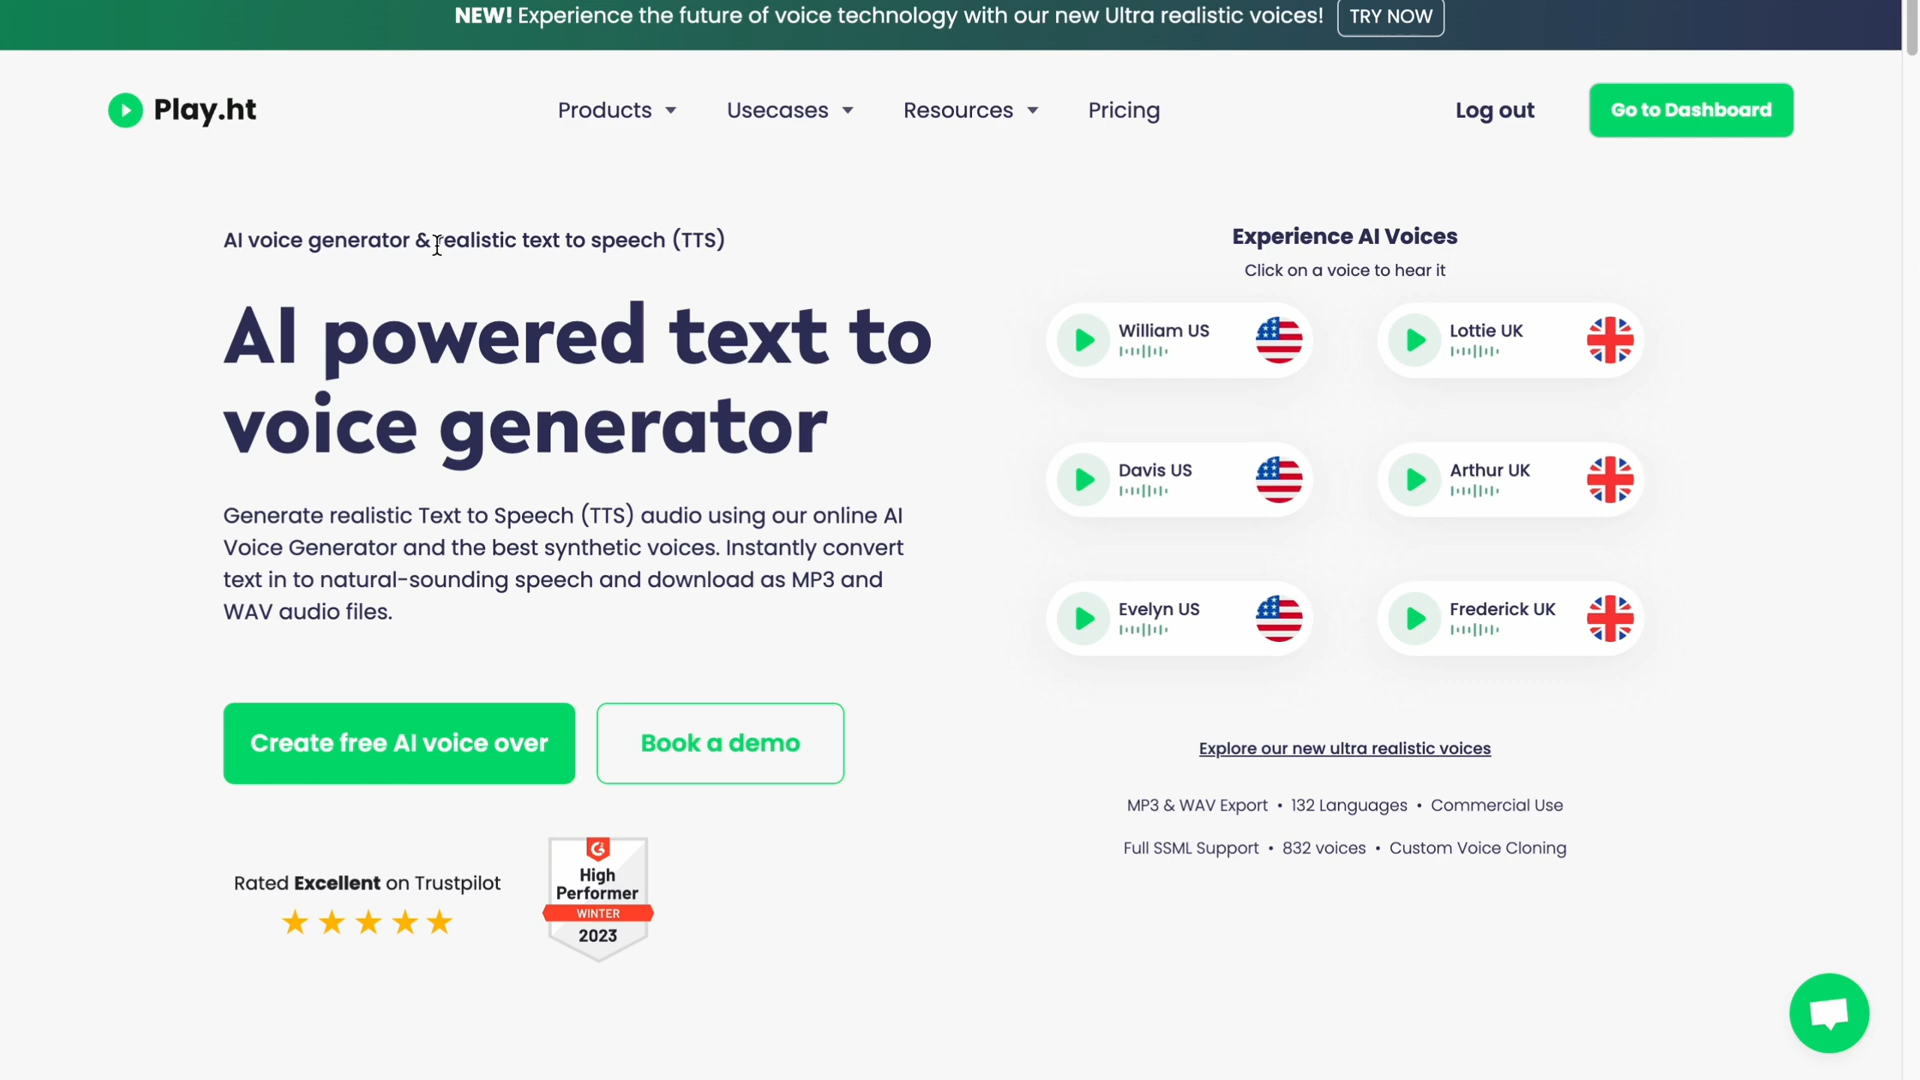 NEW! Experience the future of voice technology with our new Ultra realistic voices! TRY NOW
Play.ht
Products Usecases Resources Pricing Log out Go to Dashboard
AI voice generator & realistic text to speech (TTS)
AI powered text to
voice generator
Generate realistic Text to Speech (TTS) audio using our online AI
Voice Generator and the best synthetic voices. Instantly convert
text in to natural-sounding speech and download as MP3 and
WAV audio files.
Create free AI voice over Book a demo
Rated Excellent on Trustpilot
High
Performer
WINTER
2023
Experience AI Voices
Click on a voice to hear it
William US Lottie UK
Davis US Arthur UK
Evelyn US Frederick UK
Explore our new ultra realistic voices
MP3 & WAV Export • 132 Languages • Commercial Use
Full SSML Support • 832 voices • Custom Voice Cloning